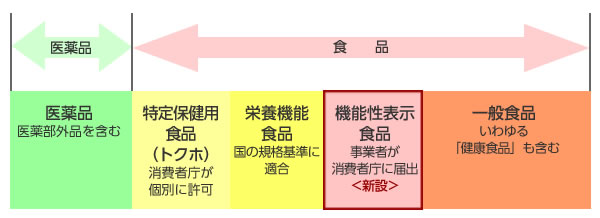 医薬品
食 品
医薬品
医薬部外品を含む
特定保健用
食品
（トクホ）
消費者庁が
個別に許可
栄養機能
食品
国の規格基準に
適合
機能性表示
食品
事業者が
消費者庁に届出
＜新設＞
一般食品
いわゆる
「健康食品」も含む